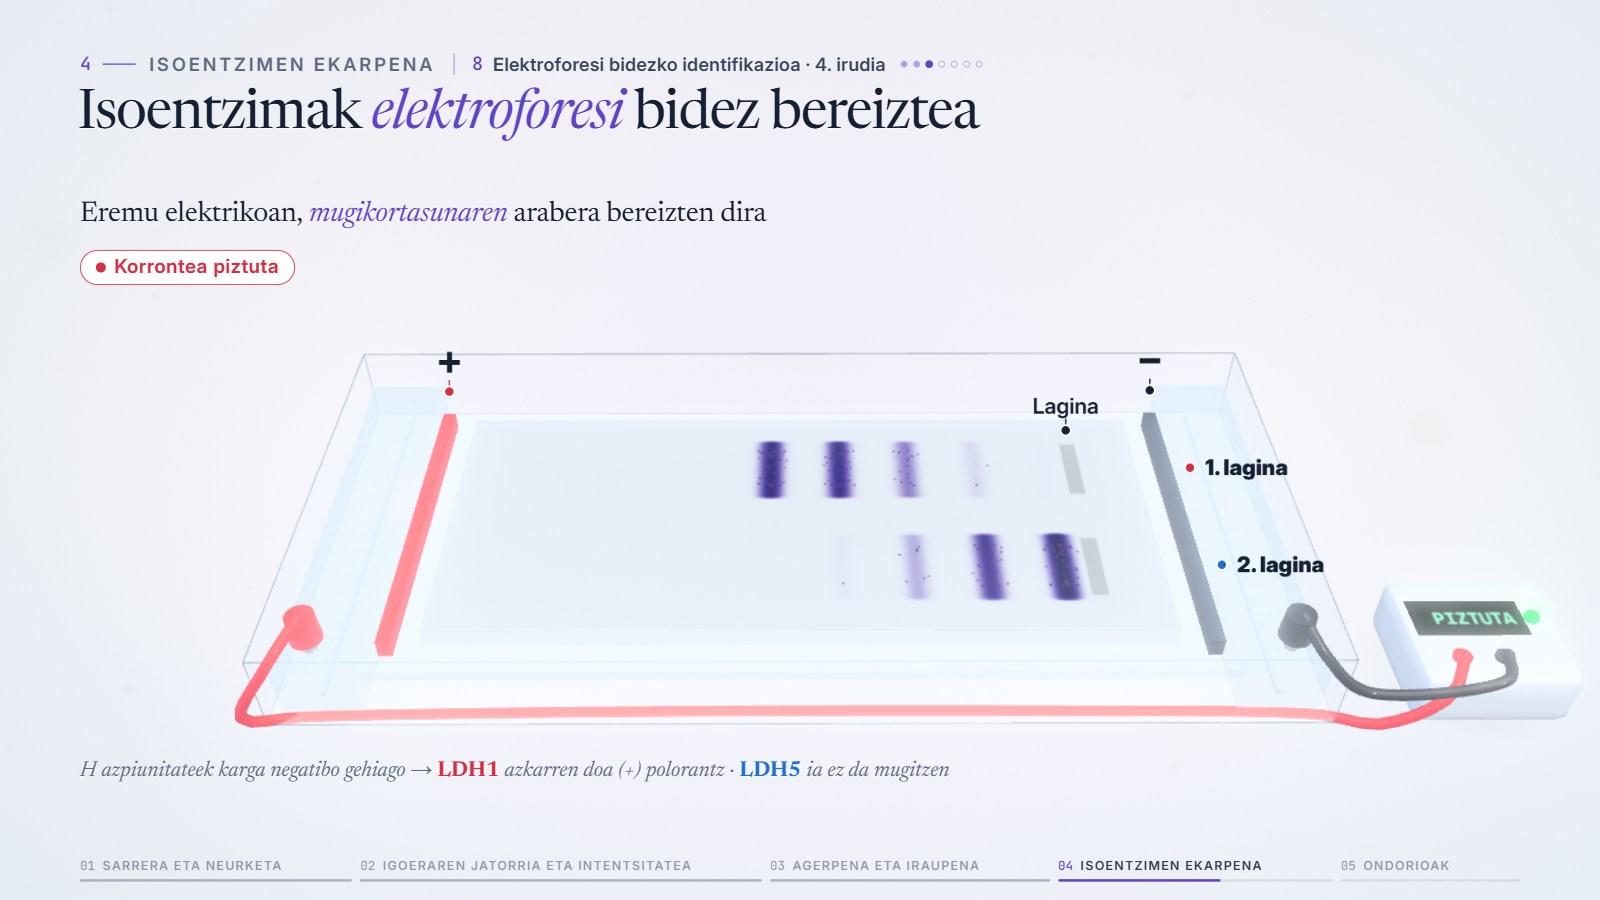 4 — ISOENTZIMEN EKARPENA | 8 Elektroforesi bidezko identifikazioa · 4. irudia
Isoentzimak elektroforesi bidez bereiztea
Eremu elektrikoan, mugikortasunaren arabera bereizten dira
Korrontea piztuta
+
−
Lagina
1. lagina
2. lagina
PIZTUTA
H azpiunitateek karga negatibo gehiago → LDH1 azkarren doa (+) polorantz · LDH5 ia ez da mugitzen
01 SARRERA ETA NEURKETA
02 IGOERAREN JATORRIA ETA INTENTSITATEA
03 AGERPENA ETA IRAUPENA
04 ISOENTZIMEN EKARPENA
05 ONDORIOAK